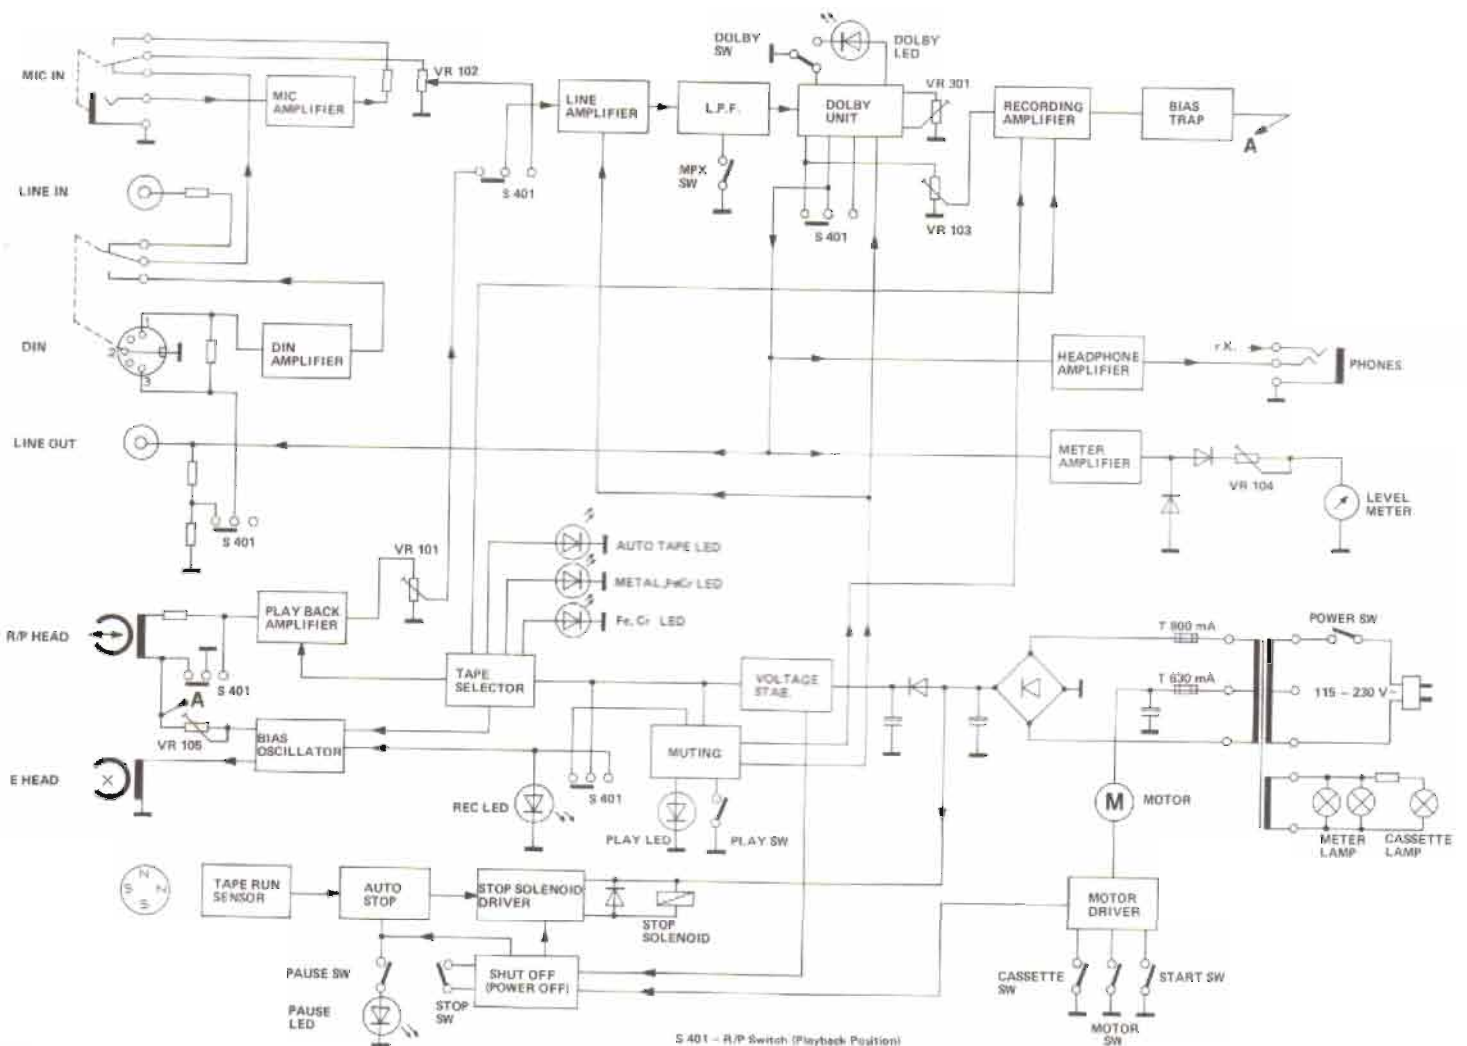 MIC IN
MIC
AMPLIFIER
VR 102
S 401
LINE
AMPLIFIER
L.P.F.
MPX
SW
DOLBY
SW
DOLBY
LED
DOLBY
UNIT
VR 301
S 401
VR 103
RECORDING
AMPLIFIER
BIAS
TRAP
A
LINE IN
DIN
1
2
3
DIN
AMPLIFIER
HEADPHONE
AMPLIFIER
PHONES
LINE OUT
S 401
METER
AMPLIFIER
VR 104
LEVEL
METER
VR 101
AUTO TAPE LED
METAL,FeCr LED
Fe, Cr LED
R/P HEAD
PLAY BACK
AMPLIFIER
S 401
A
VR 105
TAPE
SELECTOR
VOLTAGE
STAB.
MUTING
BIAS
OSCILLATOR
E HEAD
REC LED
S 401
PLAY LED
PLAY SW
T 800 mA
T 630 mA
POWER SW
115 – 230 V~
M
MOTOR
METER
LAMP
CASSETTE
LAMP
N
S
N
S
TAPE RUN
SENSOR
AUTO
STOP
STOP SOLENOID
DRIVER
STOP
SOLENOID
MOTOR
DRIVER
PAUSE SW
PAUSE
LED
STOP
SW
SHUT OFF
(POWER OFF)
CASSETTE
SW
MOTOR
SW
START SW
S 401 – R/P Switch (Playback Position)